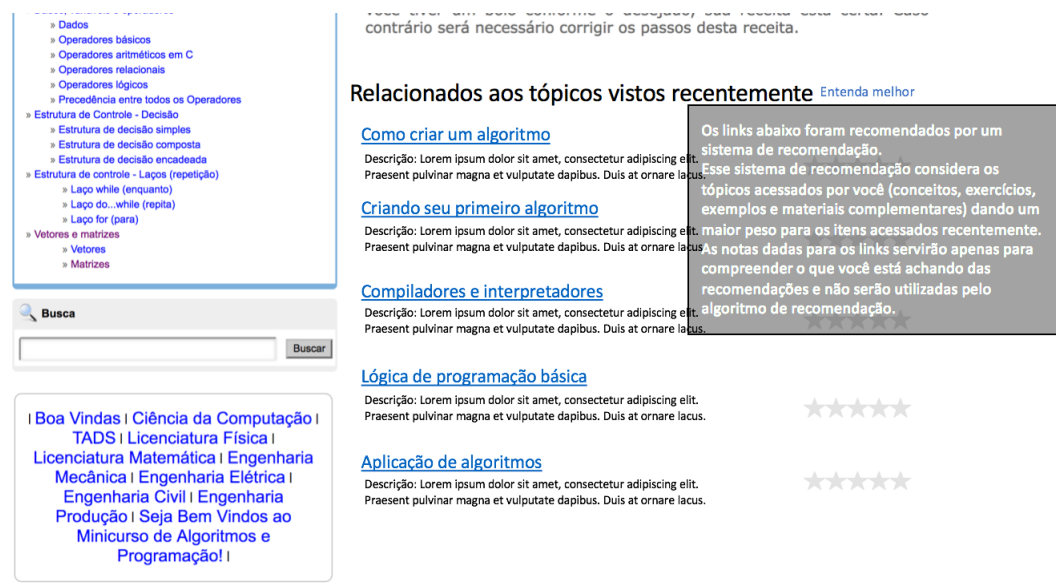 » Dados
» Operadores básicos
» Operadores aritméticos em C
» Operadores relacionais
» Operadores lógicos
» Precedência entre todos os Operadores
» Estrutura de Controle - Decisão
» Estrutura de decisão simples
» Estrutura de decisão composta
» Estrutura de decisão encadeada
» Estrutura de controle - Laços (repetição)
» Laço while (enquanto)
» Laço do...while (repita)
» Laço for (para)
» Vetores e matrizes
» Vetores
» Matrizes
Busca
Buscar
| Boa Vindas | Ciência da Computação |
TADS | Licenciatura Física |
Licenciatura Matemática | Engenharia
Mecânica | Engenharia Elétrica |
Engenharia Civil | Engenharia
Produção | Seja Bem Vindos ao
Minicurso de Algoritmos e
Programação! |
você tiver um bolo conforme o desejado, sua receita está certa. Caso
contrário será necessário corrigir os passos desta receita.
Relacionados aos tópicos vistos recentemente Entenda melhor
Como criar um algoritmo
Descrição: Lorem ipsum dolor sit amet, consectetur adipiscing elit.
Praesent pulvinar magna et vulputate dapibus. Duis at ornare lacus.
Criando seu primeiro algoritmo
Descrição: Lorem ipsum dolor sit amet, consectetur adipiscing elit.
Praesent pulvinar magna et vulputate dapibus. Duis at ornare lacus.
Compiladores e interpretadores
Descrição: Lorem ipsum dolor sit amet, consectetur adipiscing elit.
Praesent pulvinar magna et vulputate dapibus. Duis at ornare lacus.
Lógica de programação básica
Descrição: Lorem ipsum dolor sit amet, consectetur adipiscing elit.
Praesent pulvinar magna et vulputate dapibus. Duis at ornare lacus.
Aplicação de algoritmos
Descrição: Lorem ipsum dolor sit amet, consectetur adipiscing elit.
Praesent pulvinar magna et vulputate dapibus. Duis at ornare lacus.
Os links abaixo foram recomendados por um
sistema de recomendação.
Esse sistema de recomendação considera os
tópicos acessados por você (conceitos, exercícios,
exemplos e materiais complementares) dando um
maior peso para os itens acessados recentemente.
As notas dadas para os links servirão apenas para
compreender o que você está achando das
recomendações e não serão utilizadas pelo
algoritmo de recomendação.